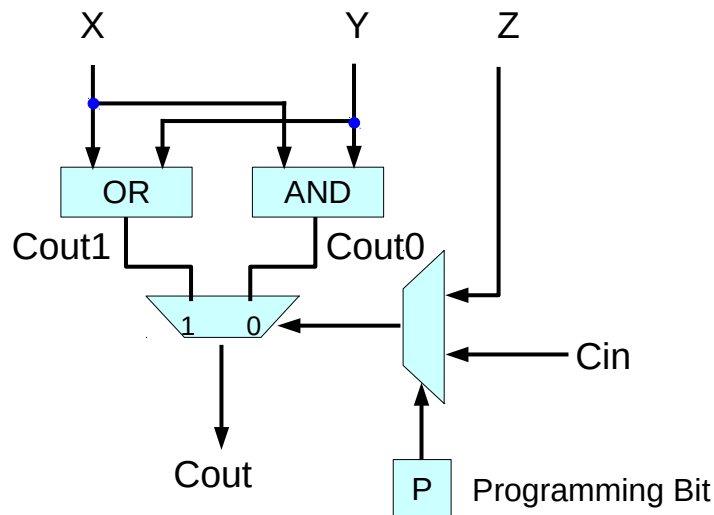 X
Y
Z
OR
AND
Cout1
Cout0
1
0
Cin
Cout
P
Programming Bit